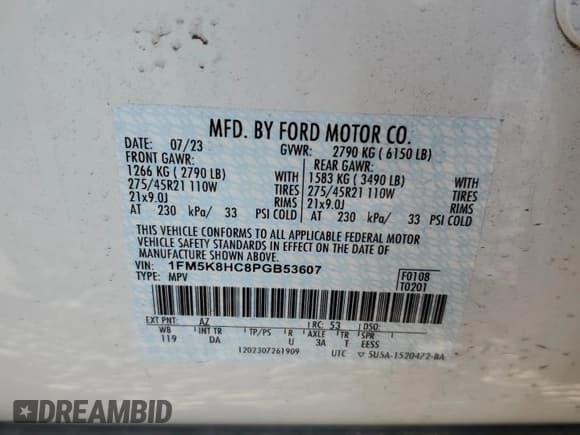 MFD. BY FORD MOTOR CO.
DATE: 07/23 GVWR: 2790 KG ( 6150 LB)
FRONT GAWR: REAR GAWR:
1266 KG ( 2790 LB) WITH 1583 KG ( 3490 LB) WITH
275/45R21 110W TIRES 275/45R21 110W TIRES
21x9.0J RIMS 21x9.0J RIMS
AT 230 kPa/ 33 PSI COLD AT 230 kPa/ 33 PSI COLD
THIS VEHICLE CONFORMS TO ALL APPLICABLE FEDERAL MOTOR
VEHICLE SAFETY STANDARDS IN EFFECT ON THE DATE OF
MANUFACTURE SHOWN ABOVE.
VIN: 1FM5K8HC8PGB53607 F0108
TYPE: MPV T0201
EXT PNT: AZ RC: 53 DSO:
WB INT TR TP/PS R AXLE TR SPR
119 DA U 3A T EESS
1202307261909 UTC ▽ 5U5A-1520472-BA
DREAMBID